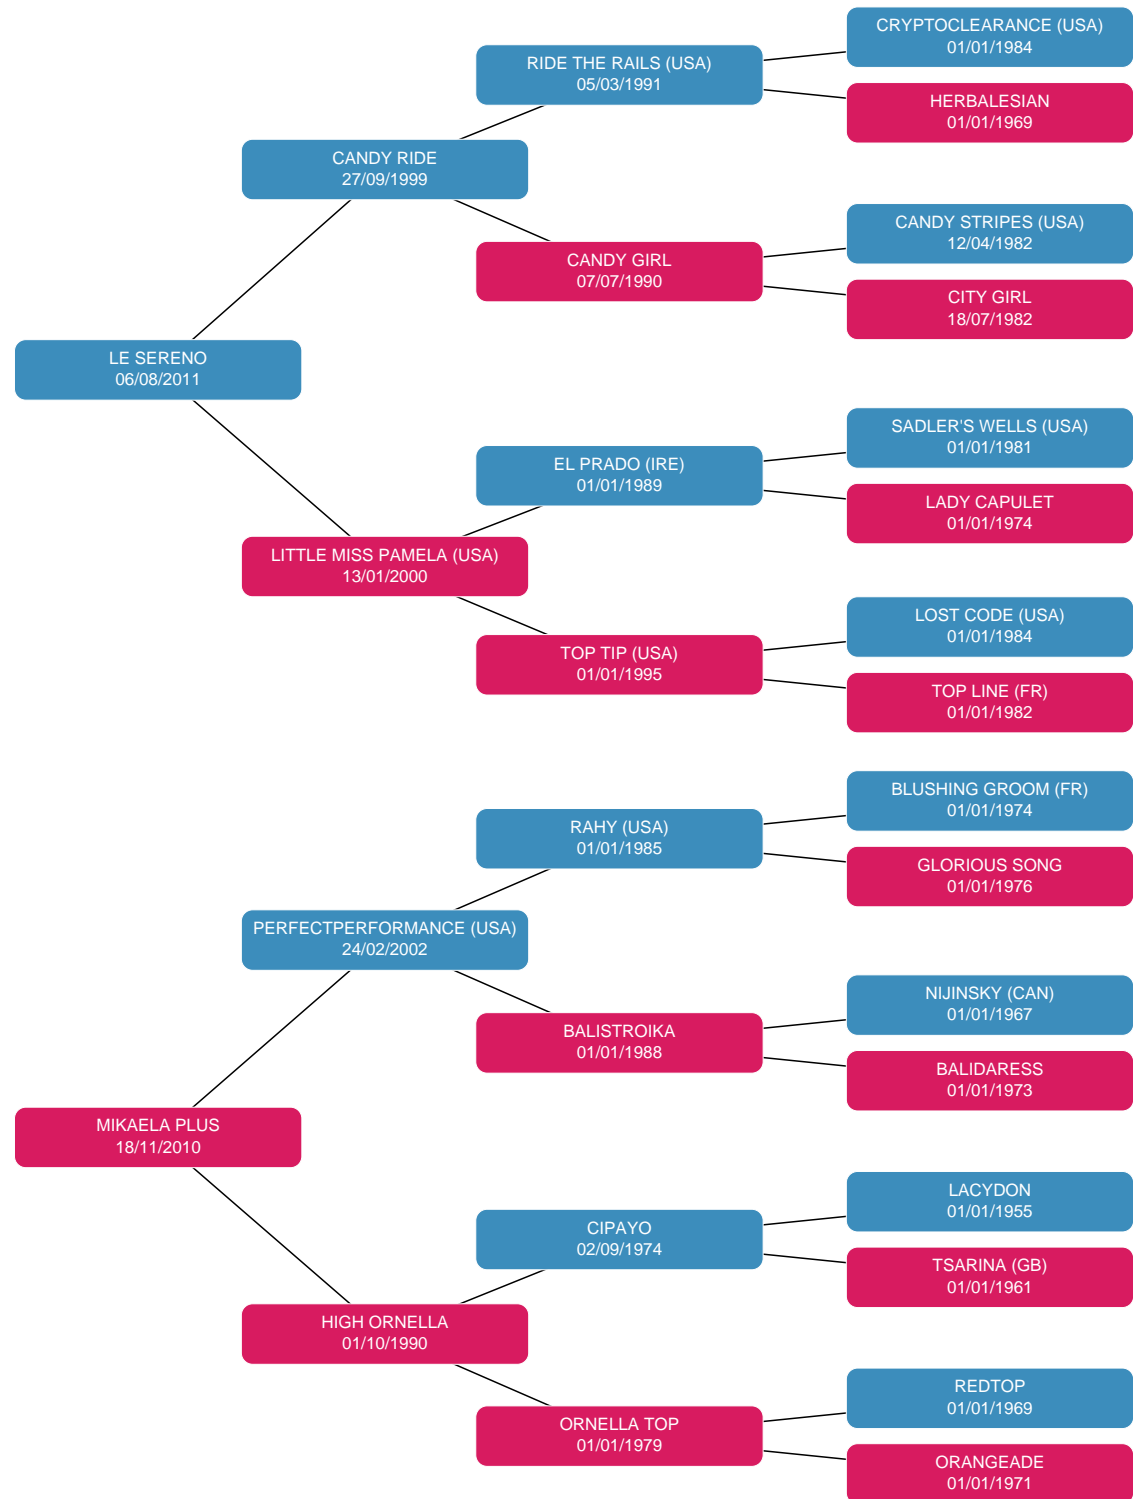 CRYPTOCLEARANCE (USA)
01/01/1984
RIDE THE RAILS (USA)
05/03/1991
HERBALESIAN
01/01/1969
CANDY RIDE
27/09/1999
CANDY STRIPES (USA)
12/04/1982
CANDY GIRL
07/07/1990
CITY GIRL
18/07/1982
LE SERENO
06/08/2011
SADLER'S WELLS (USA)
01/01/1981
EL PRADO (IRE)
01/01/1989
LADY CAPULET
01/01/1974
LITTLE MISS PAMELA (USA)
13/01/2000
LOST CODE (USA)
01/01/1984
TOP TIP (USA)
01/01/1995
TOP LINE (FR)
01/01/1982
BLUSHING GROOM (FR)
01/01/1974
RAHY (USA)
01/01/1985
GLORIOUS SONG
01/01/1976
PERFECTPERFORMANCE (USA)
24/02/2002
NIJINSKY (CAN)
01/01/1967
BALISTROIKA
01/01/1988
BALIDARESS
01/01/1973
MIKAELA PLUS
18/11/2010
LACYDON
01/01/1955
CIPAYO
02/09/1974
TSARINA (GB)
01/01/1961
HIGH ORNELLA
01/10/1990
REDTOP
01/01/1969
ORNELLA TOP
01/01/1979
ORANGEADE
01/01/1971